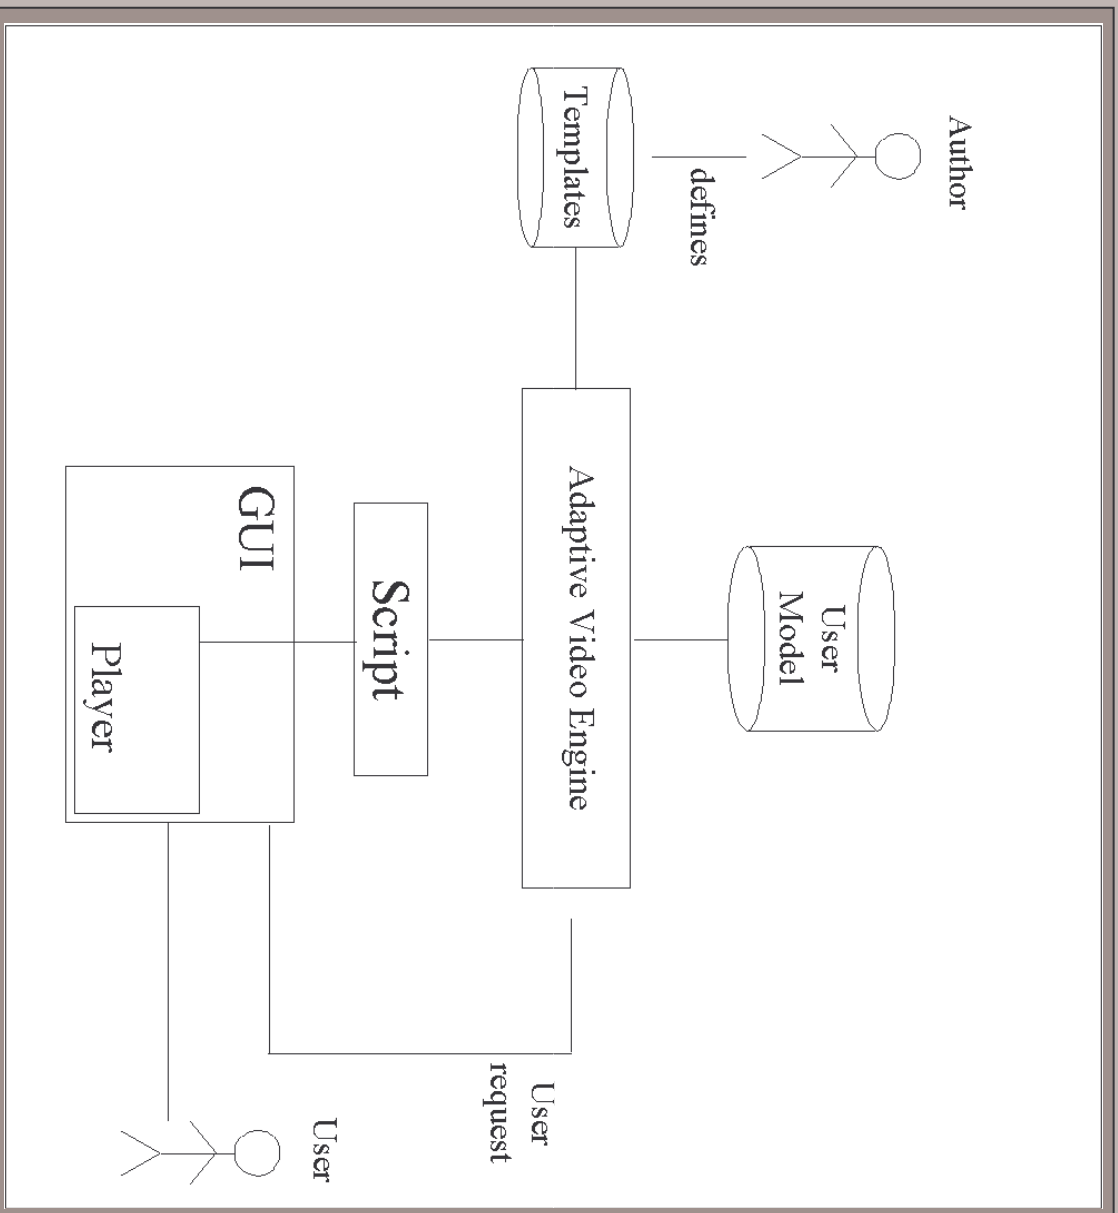 Author
User
Model
defines
Templates
Adaptive Video Engine
User
request
Script
User
GUI
Player